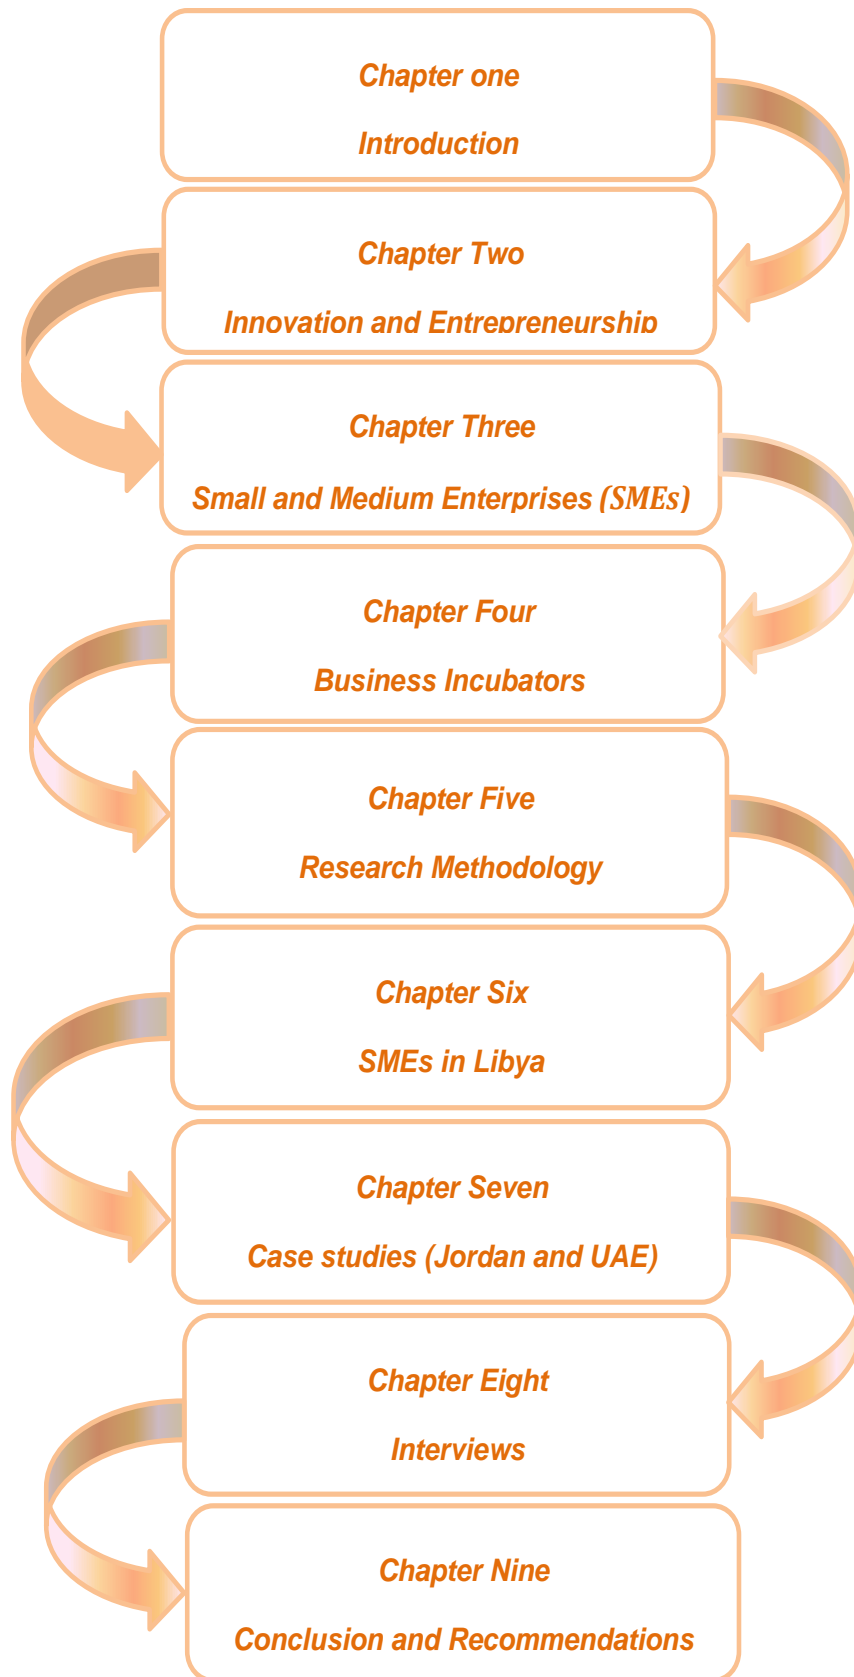 Chapter one
Introduction
Chapter Two
Innovation and Entrepreneurship
Chapter Three
Small and Medium Enterprises (SMEs)
Chapter Four
Business Incubators
Chapter Five
Research Methodology
Chapter Six
SMEs in Libya
Chapter Seven
Case studies (Jordan and UAE)
Chapter Eight
Interviews
Chapter Nine
Conclusion and Recommendations